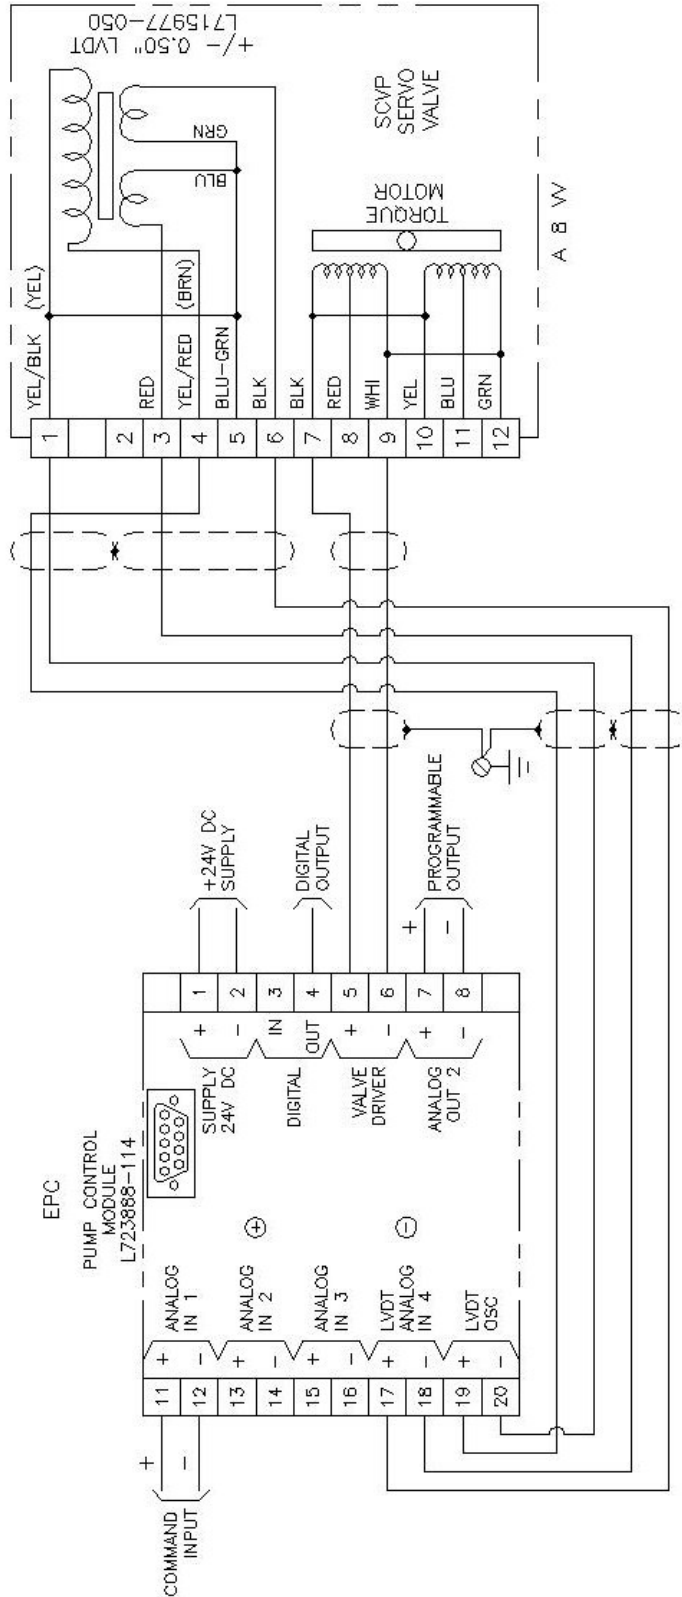 L715977-050
+/- 0.50" LVDT
SCVP
SERVO
VALVE
GRN
BLU
TORQUE
MOTOR
A 8 W
YEL/BLK (YEL)
RED
YEL/RED (BRN)
BLU-GRN
BLK
BLK
RED
WHI
YEL
BLU
GRN
1
2
3
4
5
6
7
8
9
10
11
12
+24V DC
SUPPLY
DIGITAL
OUTPUT
PROGRAMMABLE
OUTPUT
+
-
1
2
3
4
5
6
7
8
+
-
IN
OUT
+
-
+
-
SUPPLY
24V DC
DIGITAL
VALVE
DRIVER
ANALOG
OUT 2
EPC
PUMP CONTROL
MODULE
L723888-114
+
-
ANALOG
IN 1
ANALOG
IN 2
ANALOG
IN 3
LVDT
ANALOG
IN 4
LVDT
OSC
+
-
+
-
+
-
+
-
+
-
11
12
13
14
15
16
17
18
19
20
+
-
COMMAND
INPUT